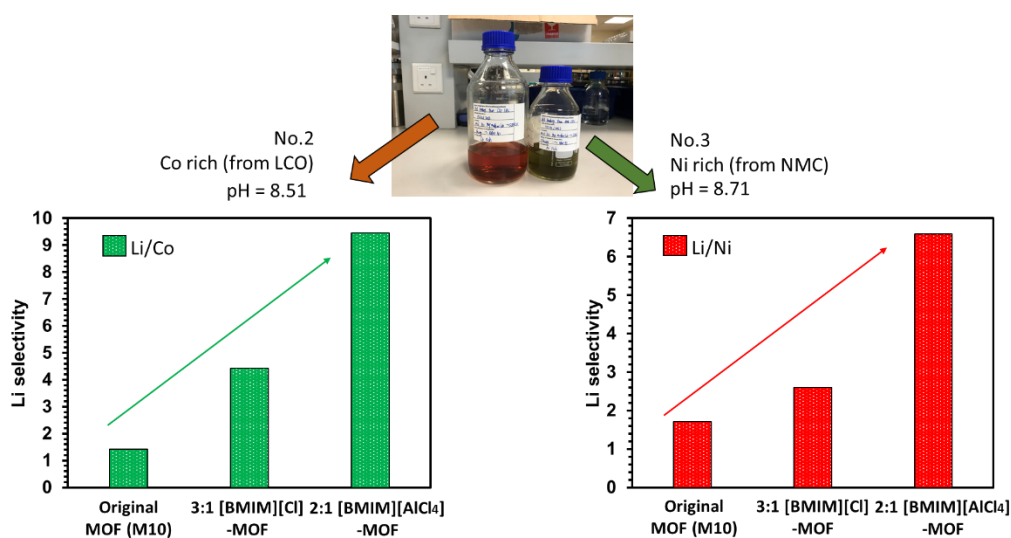 No.2
Co rich (from LCO)
pH = 8.51
No.3
Ni rich (from NMC)
pH = 8.71
10
9
8
7
6
5
4
3
2
1
0
Li selectivity
Li/Co
Original
MOF (M10)
3:1 [BMIM][Cl]
-MOF
2:1 [BMIM][AlCl₄]
-MOF
7
6
5
4
3
2
1
0
Li selectivity
Li/Ni
Original
MOF (M10)
3:1 [BMIM][Cl]
-MOF
2:1 [BMIM][AlCl₄]
-MOF